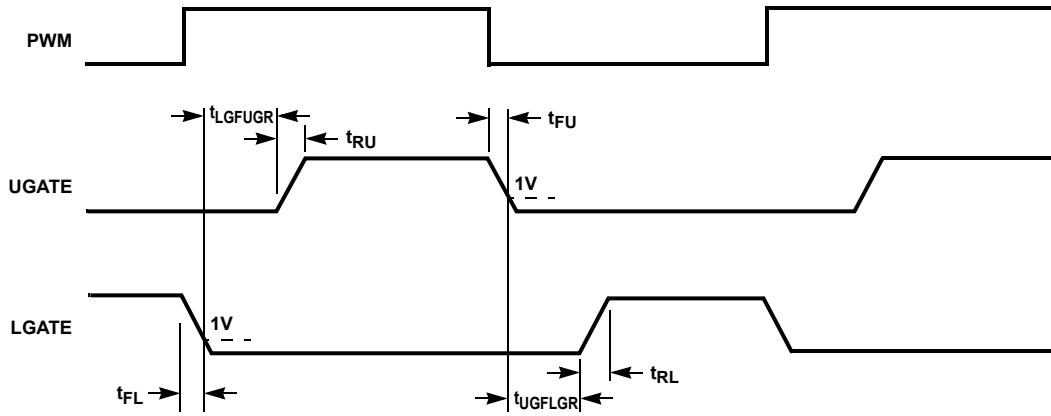 PWM
tLGFUGR
tRU
tFU
UGATE
1V
LGATE
1V
tFL
tRL
tUGFLGR